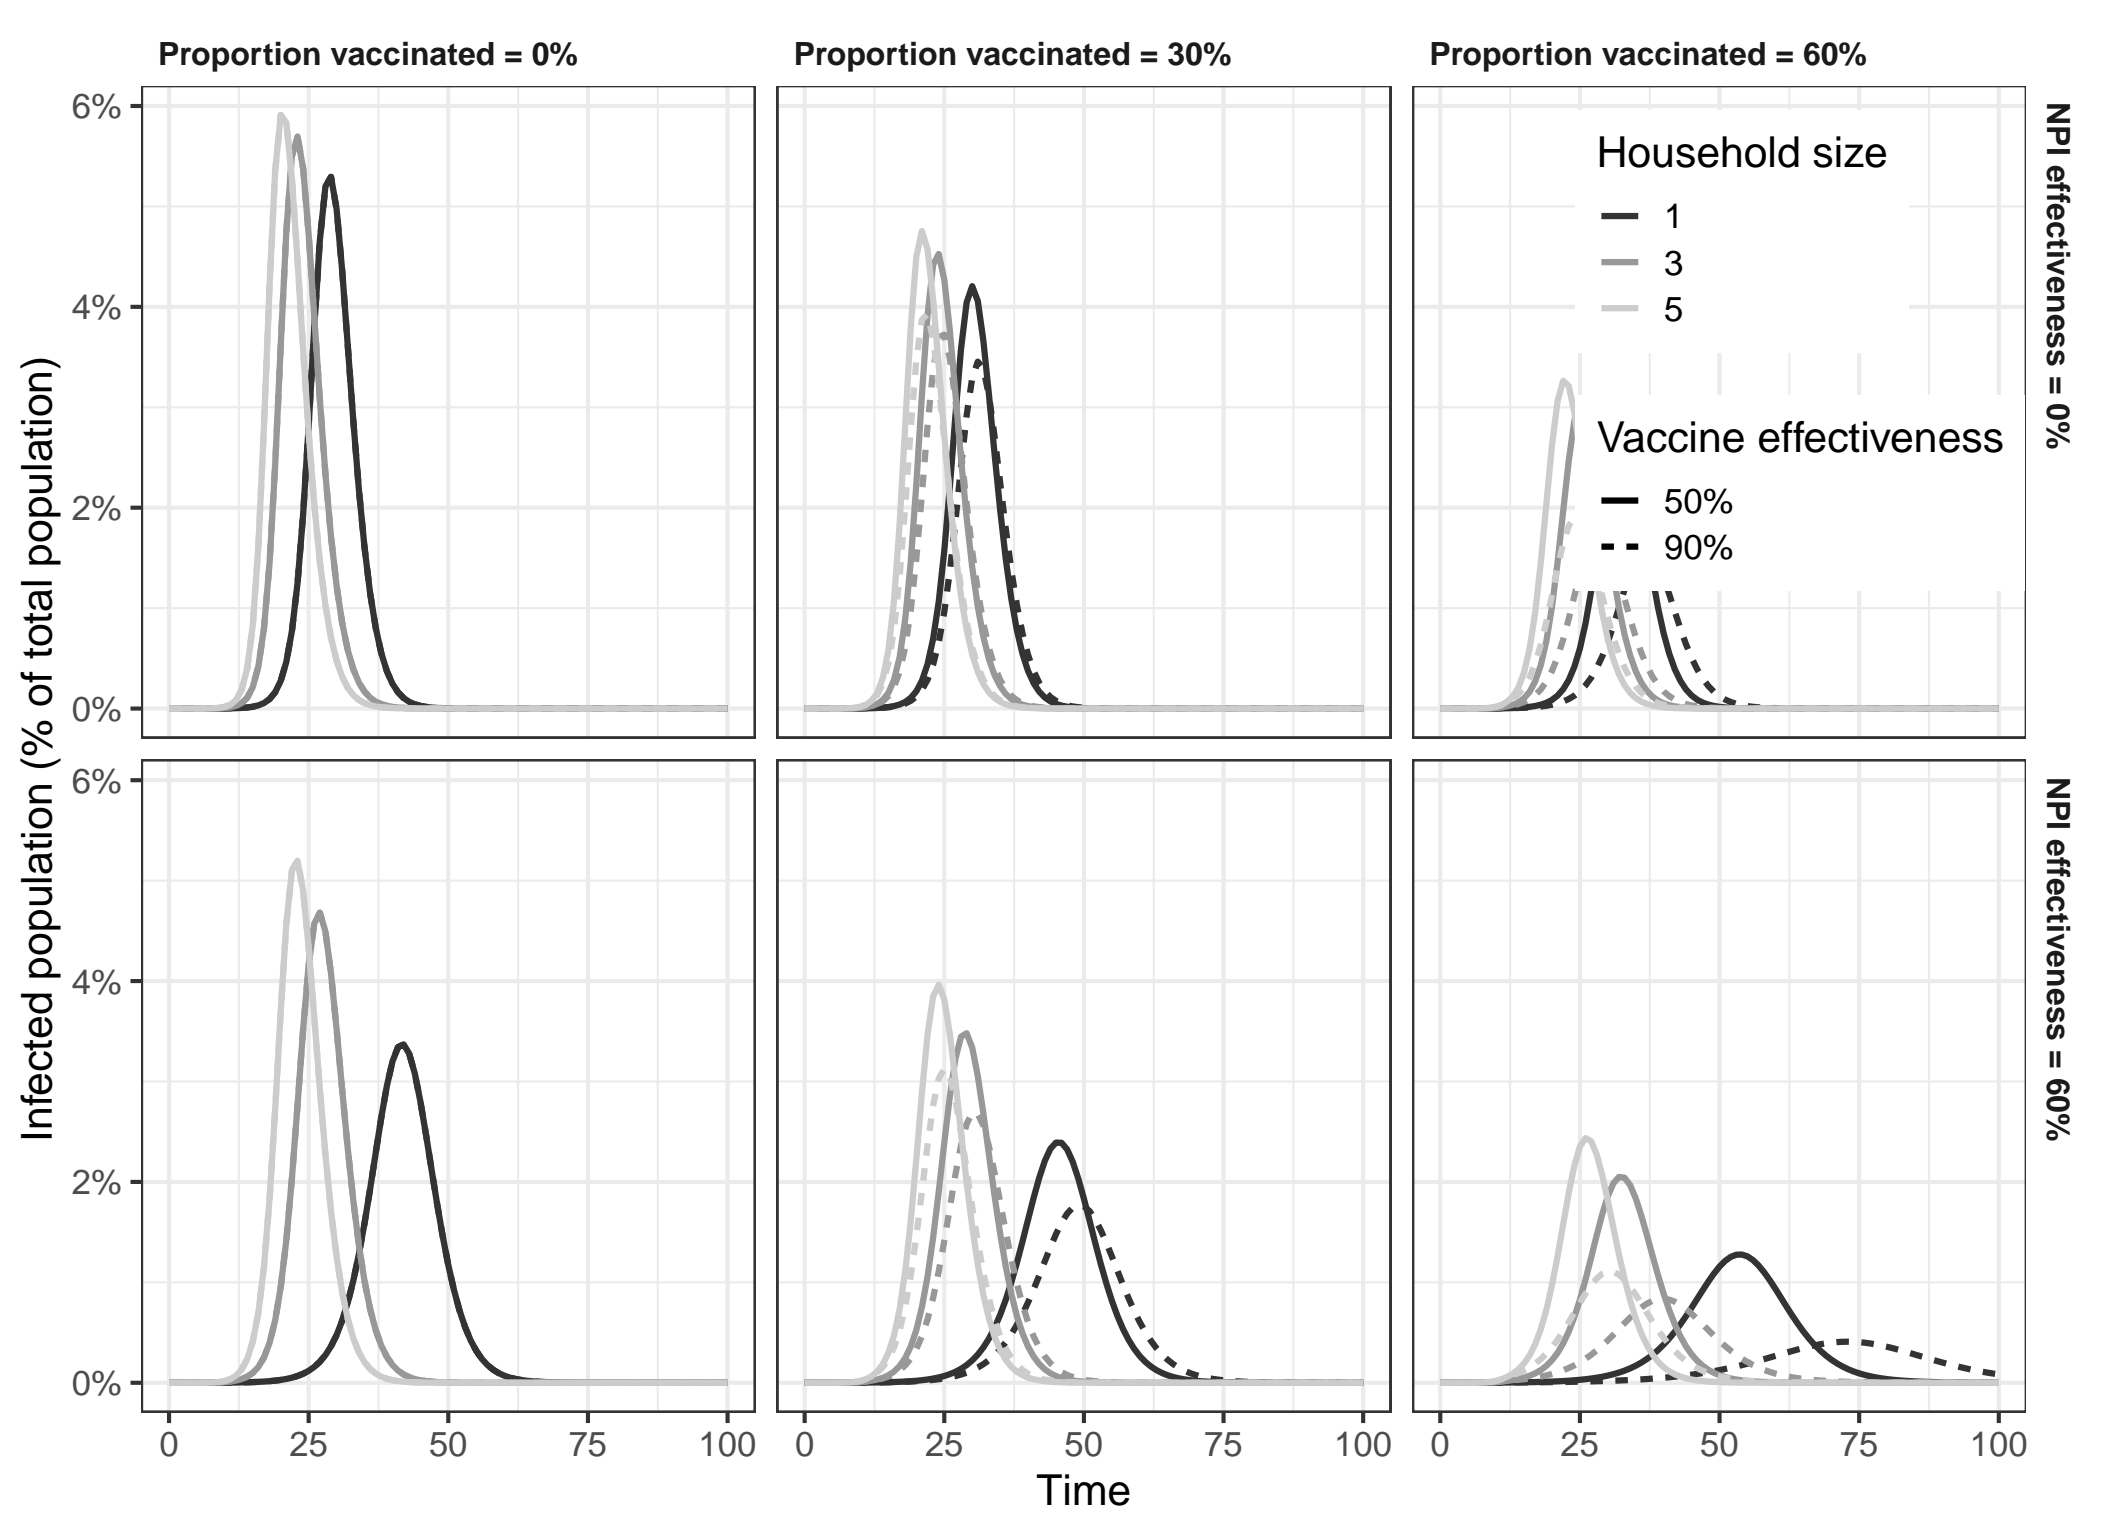 Proportion vaccinated = 0%
Proportion vaccinated = 30%
Proportion vaccinated = 60%
6%
4%
2%
0%
Household size
1
3
5
Vaccine effectiveness
50%
90%
NPI effectiveness = 0%
Infected population (% of total population)
6%
4%
2%
0%
NPI effectiveness = 60%
0 25 50 75 100
0 25 50 75 100
0 25 50 75 100
Time